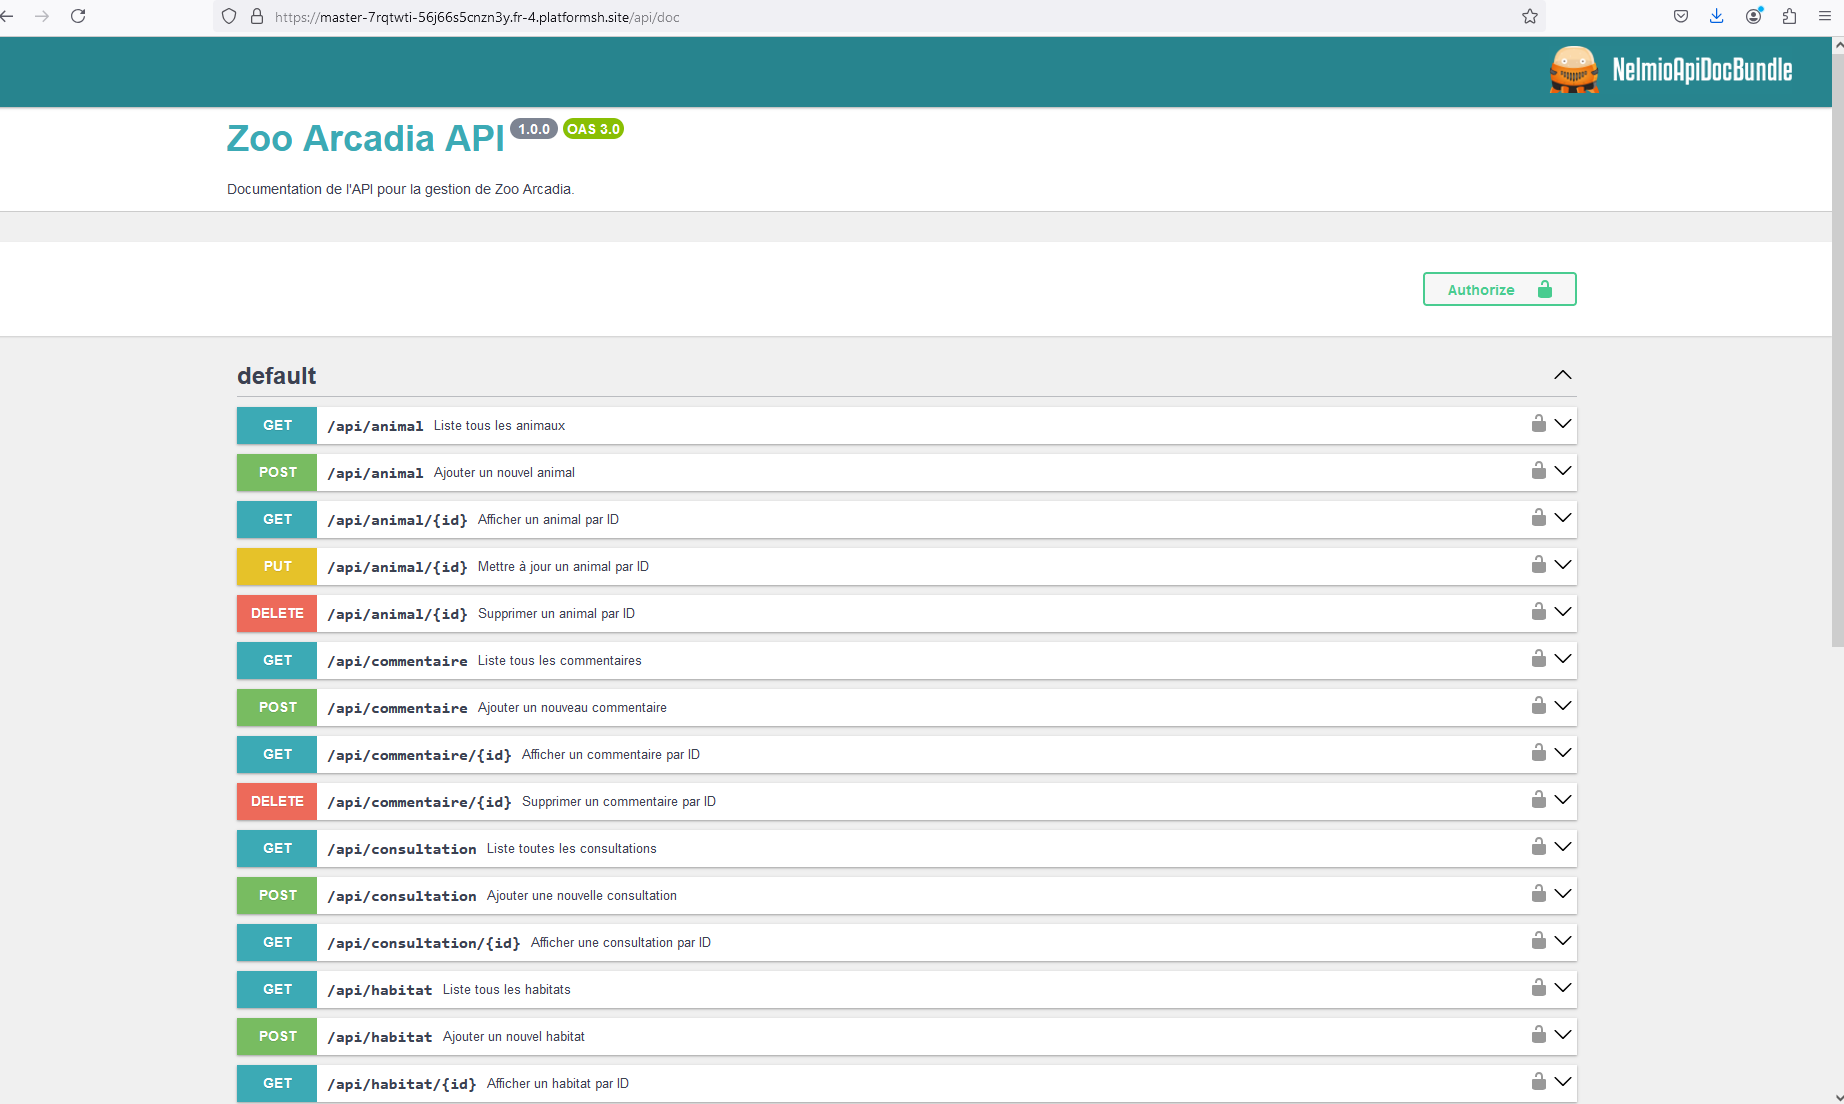 https://master-7rqtwti-56j66s5cnzn3y.fr-4.platformsh.site/api/doc
NelmioApiDocBundle
Zoo Arcadia API 1.0.0 OAS 3.0
Documentation de l'API pour la gestion de Zoo Arcadia.
Authorize
default
GET /api/animal Liste tous les animaux
POST /api/animal Ajouter un nouvel animal
GET /api/animal/{id} Afficher un animal par ID
PUT /api/animal/{id} Mettre à jour un animal par ID
DELETE /api/animal/{id} Supprimer un animal par ID
GET /api/commentaire Liste tous les commentaires
POST /api/commentaire Ajouter un nouveau commentaire
GET /api/commentaire/{id} Afficher un commentaire par ID
DELETE /api/commentaire/{id} Supprimer un commentaire par ID
GET /api/consultation Liste toutes les consultations
POST /api/consultation Ajouter une nouvelle consultation
GET /api/consultation/{id} Afficher une consultation par ID
GET /api/habitat Liste tous les habitats
POST /api/habitat Ajouter un nouvel habitat
GET /api/habitat/{id} Afficher un habitat par ID